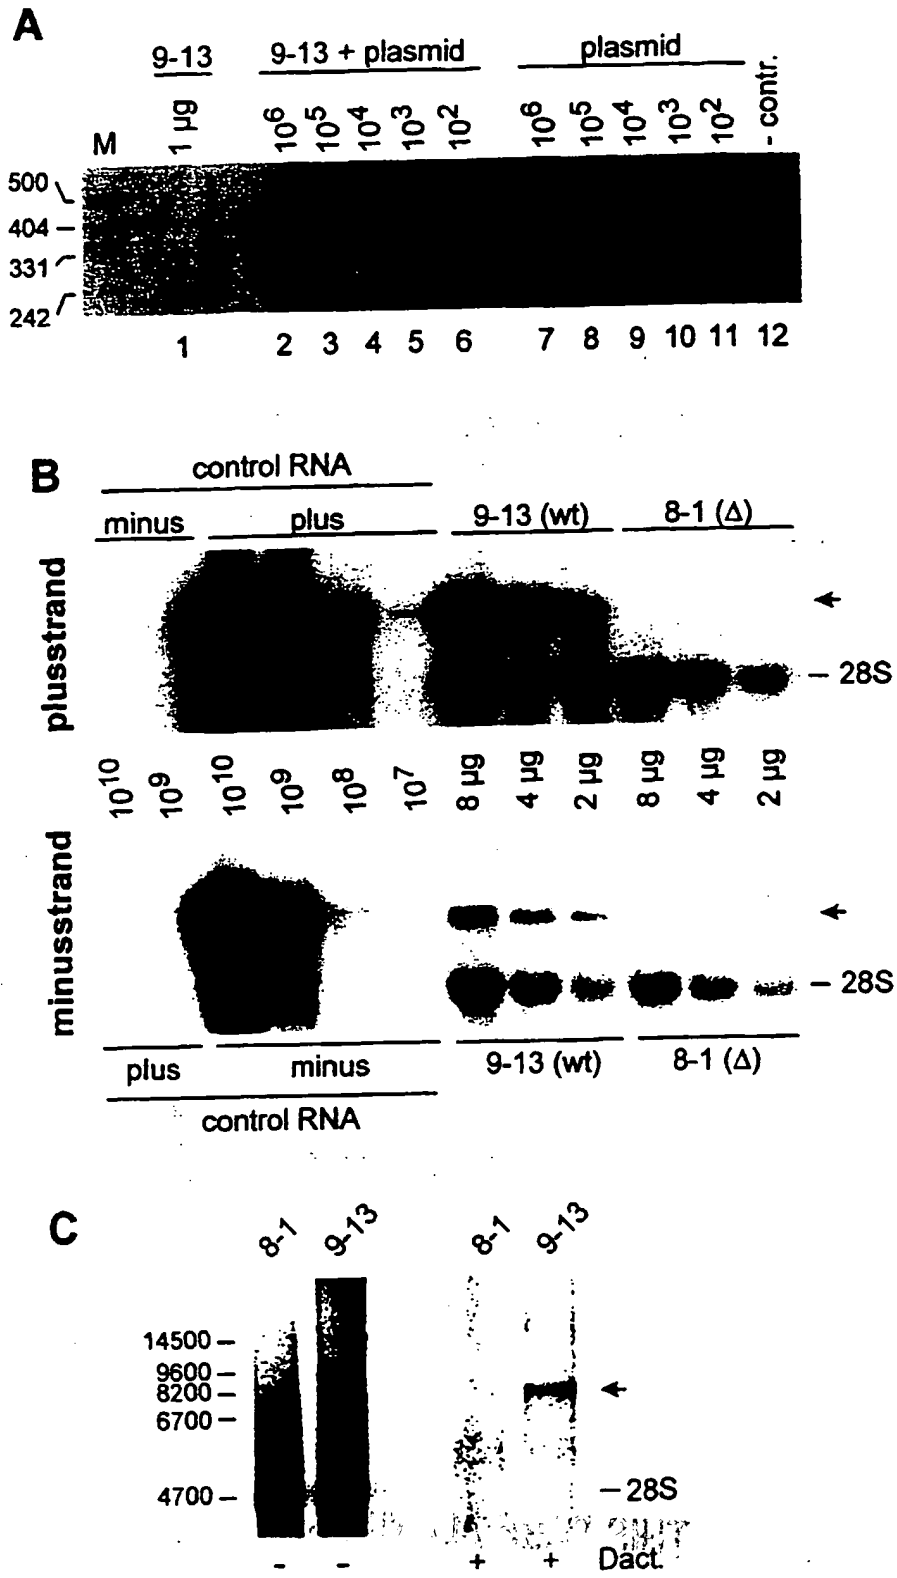 A
9-13 9-13 + plasmid plasmid
M 1 µg 10⁶ 10⁵ 10⁴ 10³ 10² 10⁶ 10⁵ 10⁴ 10³ 10² - contr.
500
404
331
242
1 2 3 4 5 6 7 8 9 10 11 12
B
control RNA
minus plus 9-13 (wt) 8-1 (Δ)
plusstrand
28S
10¹⁰ 10⁹ 10¹⁰ 10⁹ 10⁸ 10⁷ 8 µg 4 µg 2 µg 8 µg 4 µg 2 µg
minusstrand
28S
plus minus 9-13 (wt) 8-1 (Δ)
control RNA
C
8-1 9-13 8-1 9-13
14500
9600
8200
6700
4700
28S
- - + + Dact.